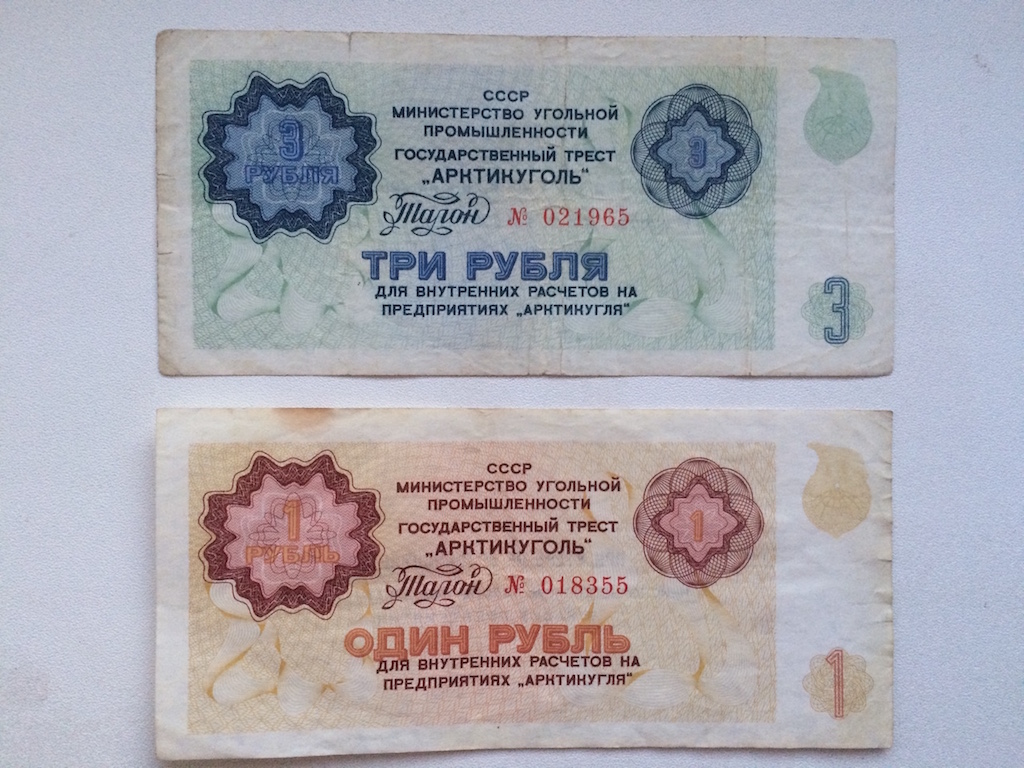 3
РУБЛЯ
СССР
МИНИСТЕРСТВО УГОЛЬНОЙ
ПРОМЫШЛЕННОСТИ
ГОСУДАРСТВЕННЫЙ ТРЕСТ
„АРКТИКУГОЛЬ"
Талон № 021965
ТРИ РУБЛЯ
ДЛЯ ВНУТРЕННИХ РАСЧЕТОВ НА
ПРЕДПРИЯТИЯХ „АРКТИКУГЛЯ"
3
3
1
РУБЛЬ
СССР
МИНИСТЕРСТВО УГОЛЬНОЙ
ПРОМЫШЛЕННОСТИ
ГОСУДАРСТВЕННЫЙ ТРЕСТ
„АРКТИКУГОЛЬ"
Талон № 018355
ОДИН РУБЛЬ
ДЛЯ ВНУТРЕННИХ РАСЧЕТОВ НА
ПРЕДПРИЯТИЯХ „АРКТИКУГЛЯ"
1
1